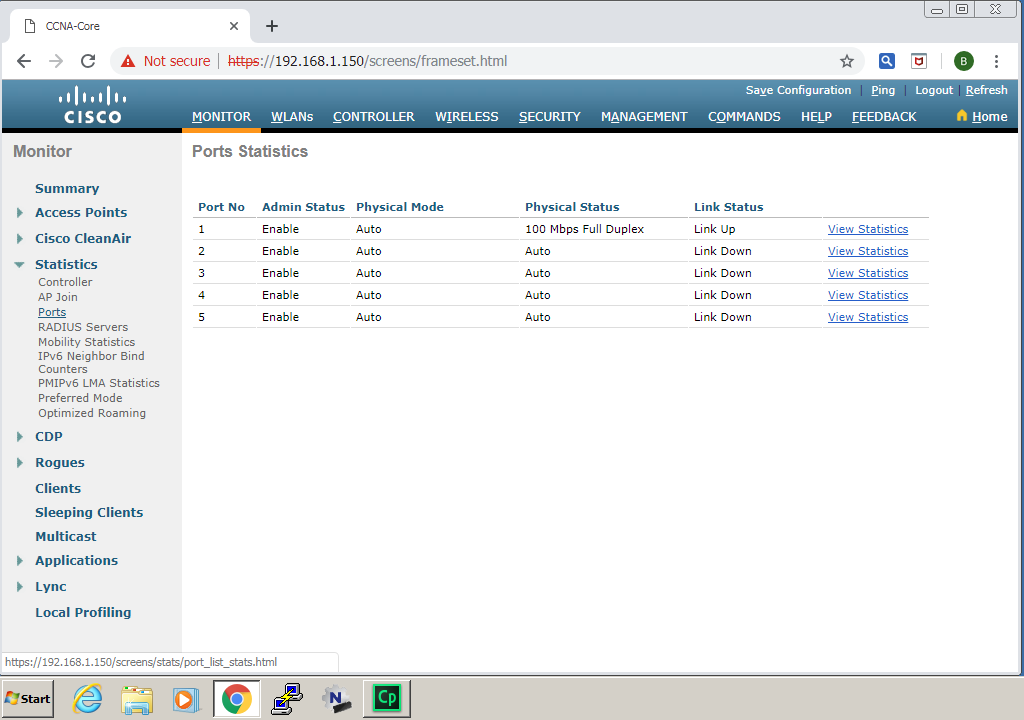 CCNA-Core
Not secure https://192.168.1.150/screens/frameset.html
B
Save Configuration | Ping | Logout | Refresh
CISCO
MONITOR WLANs CONTROLLER WIRELESS SECURITY MANAGEMENT COMMANDS HELP FEEDBACK Home
Monitor
Summary
Access Points
Cisco CleanAir
Statistics
Controller
AP Join
Ports
RADIUS Servers
Mobility Statistics
IPv6 Neighbor Bind
Counters
PMIPv6 LMA Statistics
Preferred Mode
Optimized Roaming
CDP
Rogues
Clients
Sleeping Clients
Multicast
Applications
Lync
Local Profiling
Ports Statistics
Port No Admin Status Physical Mode Physical Status Link Status
1 Enable Auto 100 Mbps Full Duplex Link Up View Statistics
2 Enable Auto Auto Link Down View Statistics
3 Enable Auto Auto Link Down View Statistics
4 Enable Auto Auto Link Down View Statistics
5 Enable Auto Auto Link Down View Statistics
https://192.168.1.150/screens/stats/port_list_stats.html
Start
N
Cp